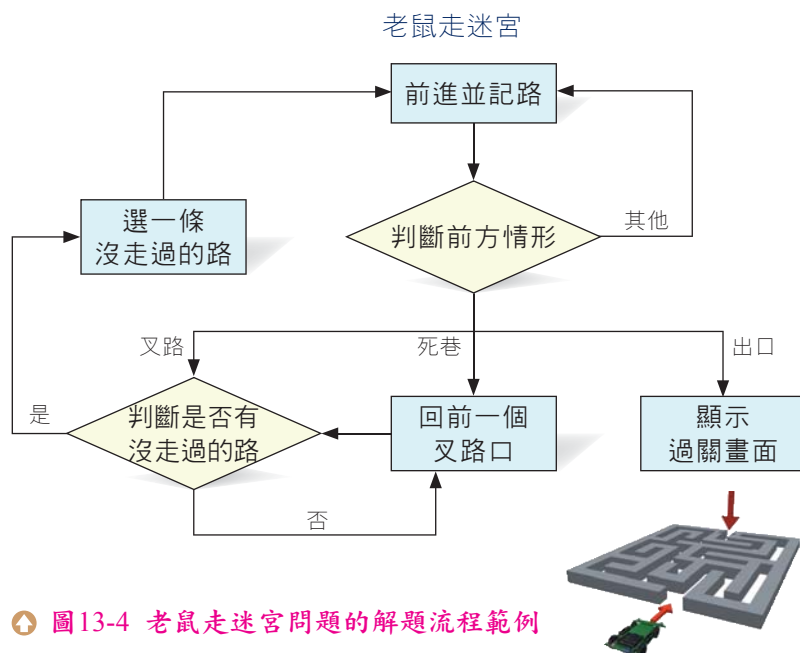 老鼠走迷宮
前進並記路
選一條
沒走過的路
判斷前方情形
其他
叉路
死巷
出口
是
判斷是否有
沒走過的路
回前一個
叉路口
顯示
過關畫面
否
圖13-4 老鼠走迷宮問題的解題流程範例